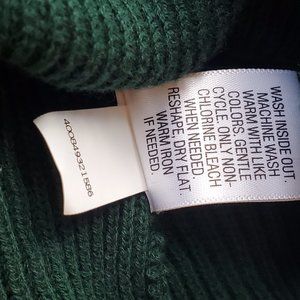 WASH INSIDE OUT.
MACHINE WASH
WARM WITH LIKE
COLORS. GENTLE
CYCLE. ONLY NON-
CHLORINE BLEACH
WHEN NEEDED.
RESHAPE, DRY FLAT.
WARM IRON
IF NEEDED.
400849321586